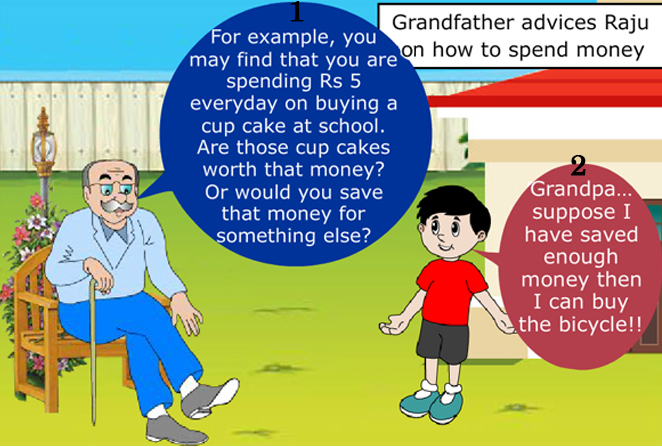 Grandfather advices Raju
on how to spend money
1
For example, you
may find that you are
spending Rs 5
everyday on buying a
cup cake at school.
Are those cup cakes
worth that money?
Or would you save
that money for
something else?
2
Grandpa...
suppose I
have saved
enough
money then
I can buy
the bicycle!!